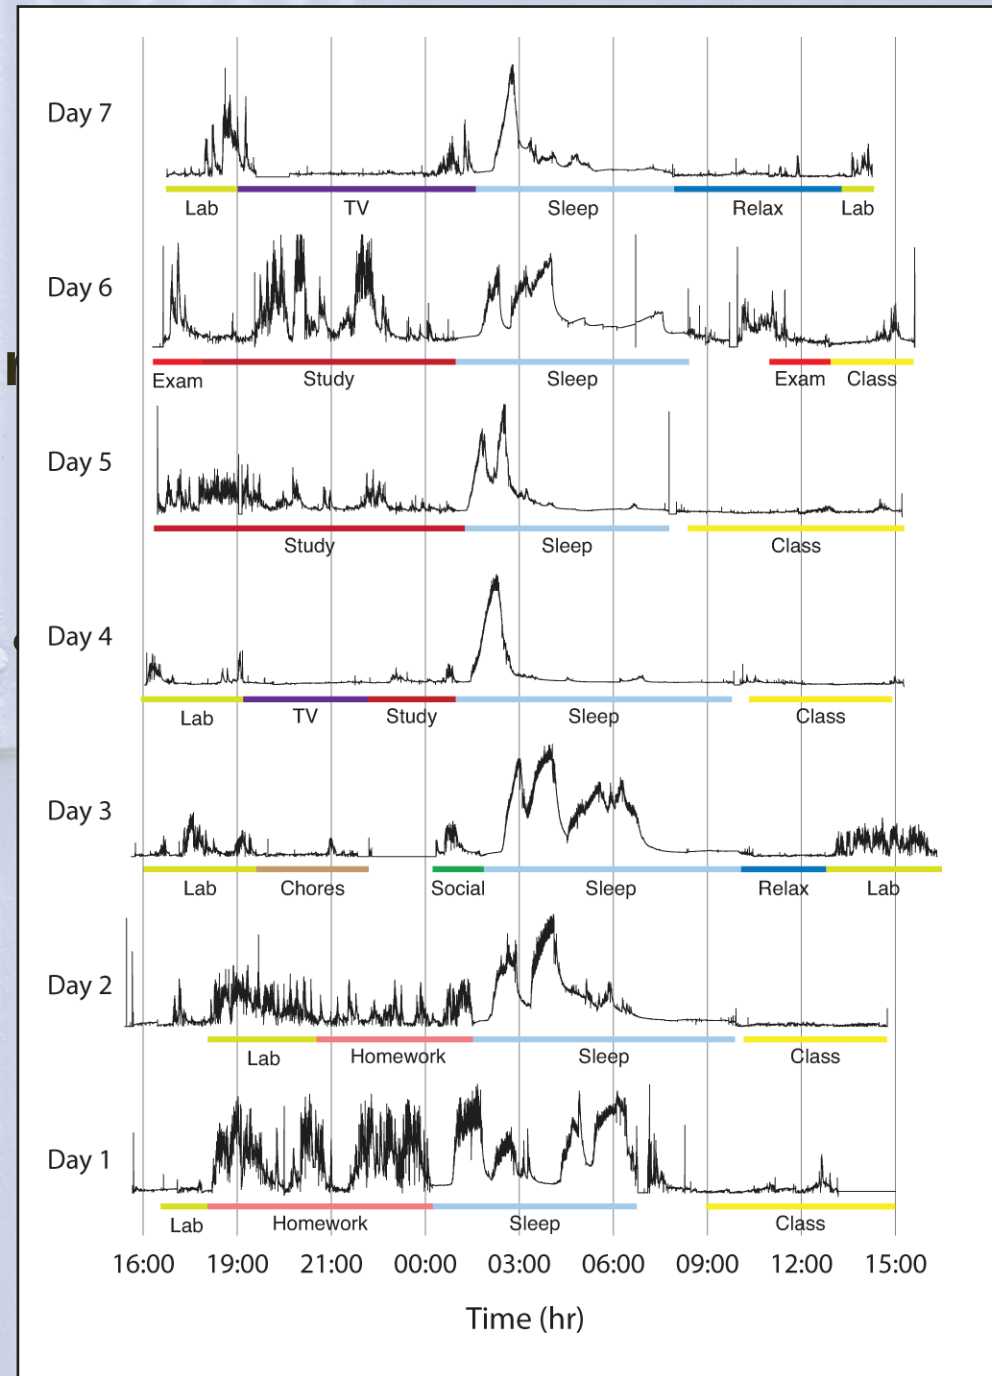 Day 7
Lab TV Sleep Relax Lab
Day 6
Exam Study Sleep Exam Class
Day 5
Study Sleep Class
Day 4
Lab TV Study Sleep Class
Day 3
Lab Chores Social Sleep Relax Lab
Day 2
Lab Homework Sleep Class
Day 1
Lab Homework Sleep Class
16:00 19:00 21:00 00:00 03:00 06:00 09:00 12:00 15:00
Time (hr)